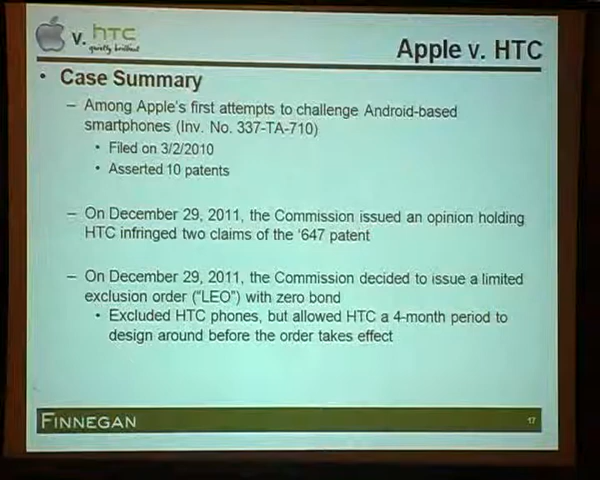 v. hTC
quietly brilliant
Apple v. HTC
• Case Summary
– Among Apple's first attempts to challenge Android-based
smartphones (Inv. No. 337-TA-710)
• Filed on 3/2/2010
• Asserted 10 patents
– On December 29, 2011, the Commission issued an opinion holding
HTC infringed two claims of the '647 patent
– On December 29, 2011, the Commission decided to issue a limited
exclusion order ("LEO") with zero bond
• Excluded HTC phones, but allowed HTC a 4-month period to
design around before the order takes effect
FINNEGAN
17